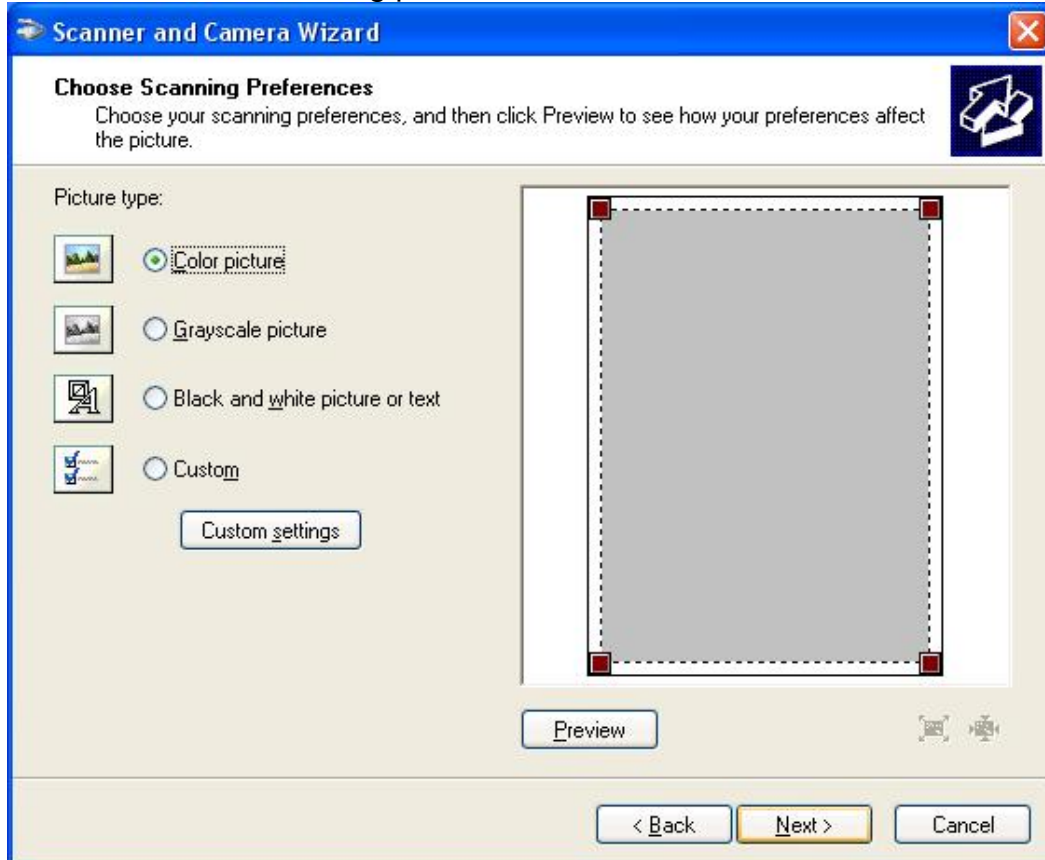 Scanner and Camera Wizard
Choose Scanning Preferences
Choose your scanning preferences, and then click Preview to see how your preferences affect
the picture.
Picture type:
Color picture
Grayscale picture
Black and white picture or text
Custom
Custom settings
Preview
< Back
Next >
Cancel